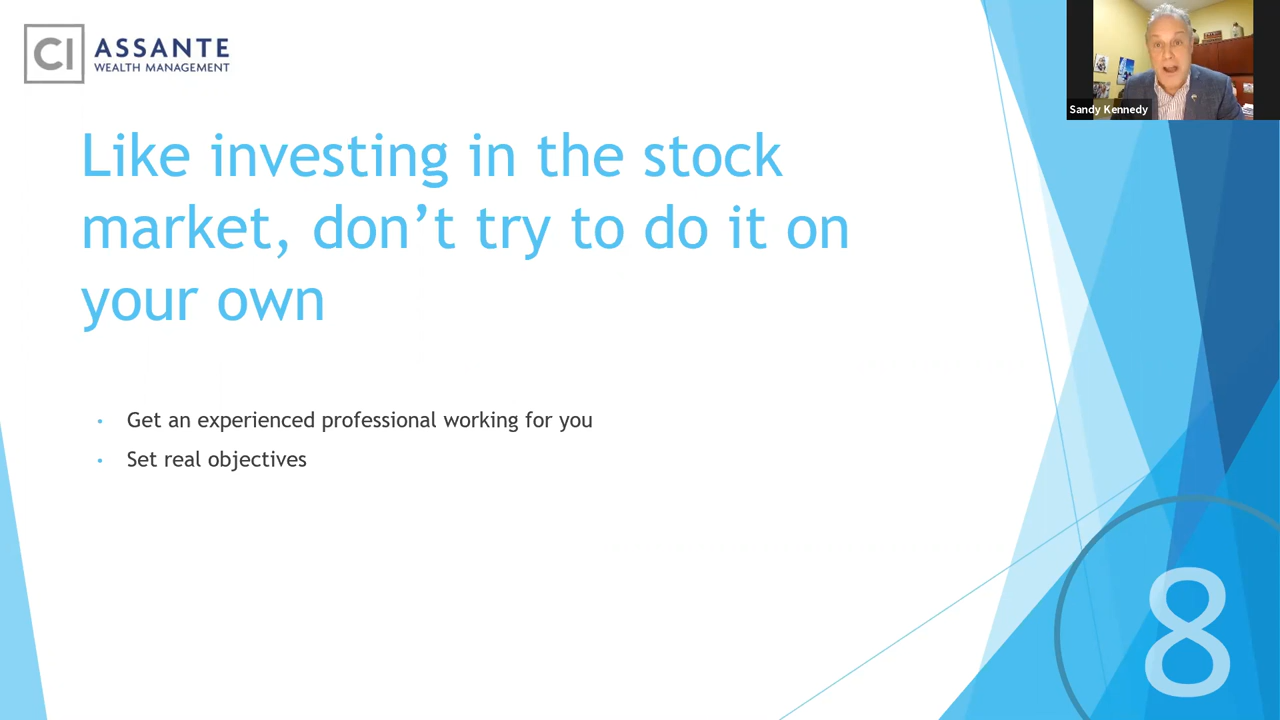 CI ASSANTE
WEALTH MANAGEMENT
Sandy Kennedy
Like investing in the stock
market, don’t try to do it on
your own
• Get an experienced professional working for you
• Set real objectives
8